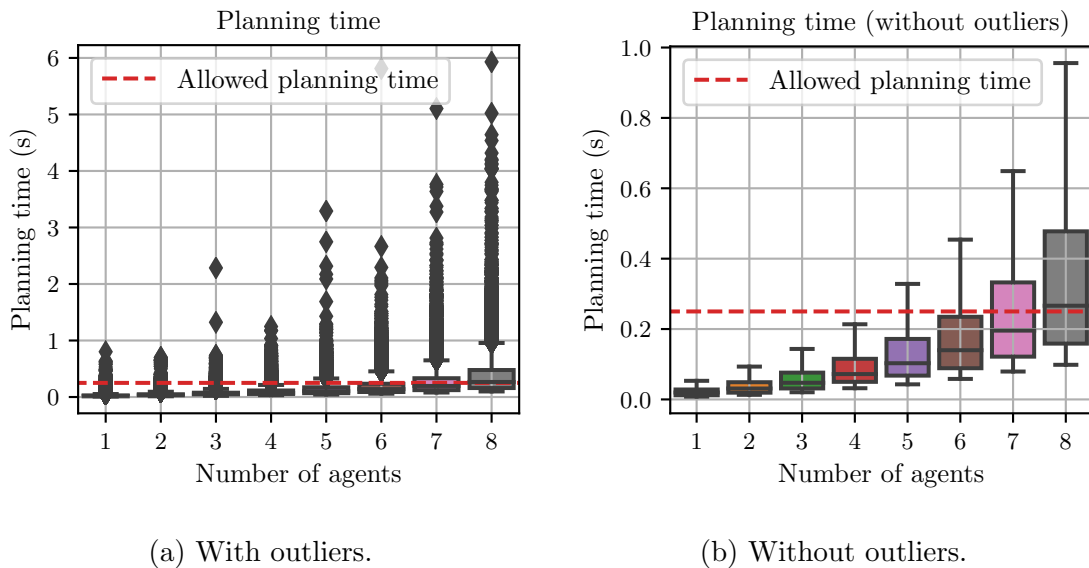 Planning time
Planning time (s)
6
5
4
3
2
1
0
Allowed planning time
1 2 3 4 5 6 7 8
Number of agents
(a) With outliers.
Planning time (without outliers)
Planning time (s)
1.0
0.8
0.6
0.4
0.2
0.0
Allowed planning time
1 2 3 4 5 6 7 8
Number of agents
(b) Without outliers.